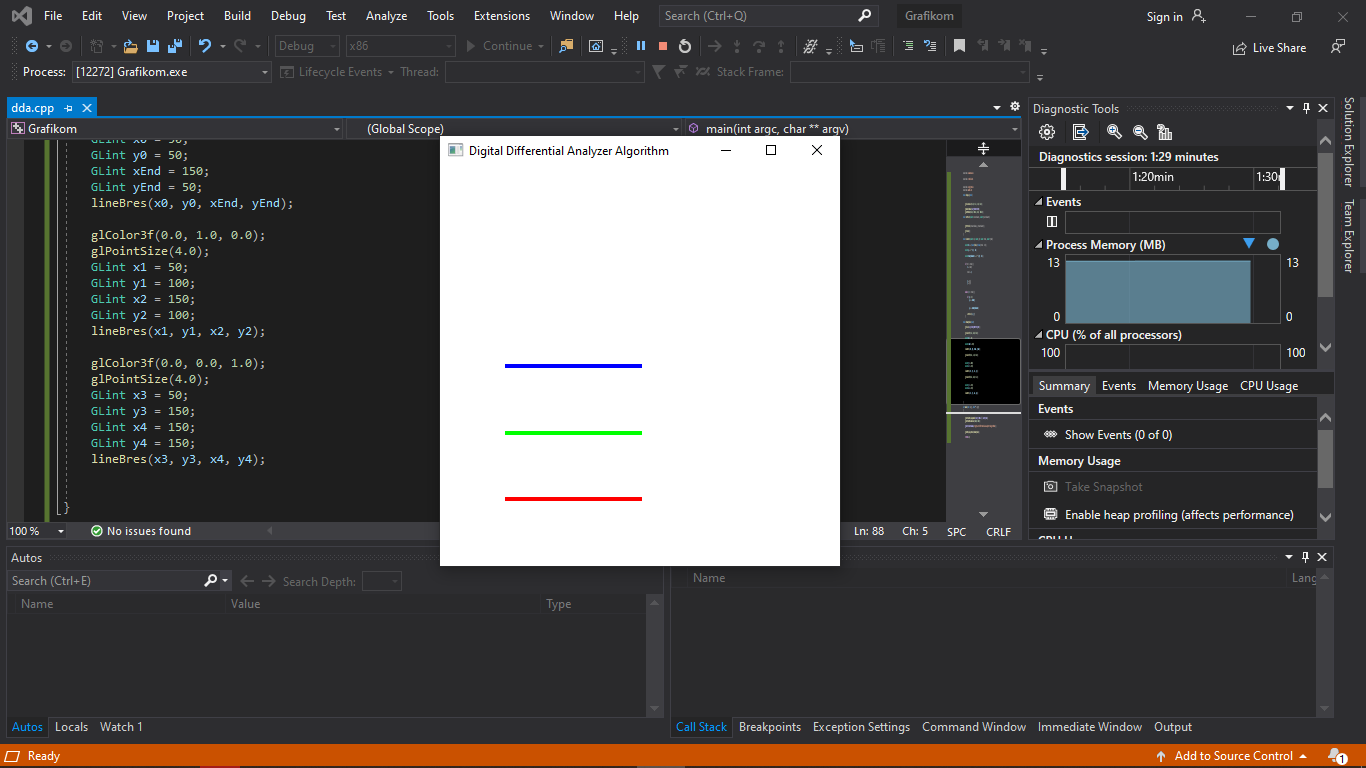 File Edit View Project Build Debug Test Analyze Tools Extensions Window Help Search (Ctrl+Q) Grafikom Sign in
Debug x86 Continue Live Share
Process: [12272] Grafikom.exe Lifecycle Events Thread: Stack Frame:
dda.cpp
Grafikom (Global Scope) main(int argc, char ** argv)
GLint y0 = 50;
GLint xEnd = 150;
GLint yEnd = 50;
lineBres(x0, y0, xEnd, yEnd);
glColor3f(0.0, 1.0, 0.0);
glPointSize(4.0);
GLint x1 = 50;
GLint y1 = 100;
GLint x2 = 150;
GLint y2 = 100;
lineBres(x1, y1, x2, y2);
glColor3f(0.0, 0.0, 1.0);
glPointSize(4.0);
GLint x3 = 50;
GLint y3 = 150;
GLint x4 = 150;
GLint y4 = 150;
lineBres(x3, y3, x4, y4);
}
100 % No issues found Ln: 88 Ch: 5 SPC CRLF
Digital Differential Analyzer Algorithm
Diagnostic Tools
Diagnostics session: 1:29 minutes
1:20min 1:30
Events
Process Memory (MB)
13 13
0 0
CPU (% of all processors)
100 100
Summary Events Memory Usage CPU Usage
Events
Show Events (0 of 0)
Memory Usage
Take Snapshot
Enable heap profiling (affects performance)
Solution Explorer
Team Explorer
Autos
Search (Ctrl+E) Search Depth:
Name Value Type
Autos Locals Watch 1
Name Lang
Call Stack Breakpoints Exception Settings Command Window Immediate Window Output
Ready Add to Source Control 1